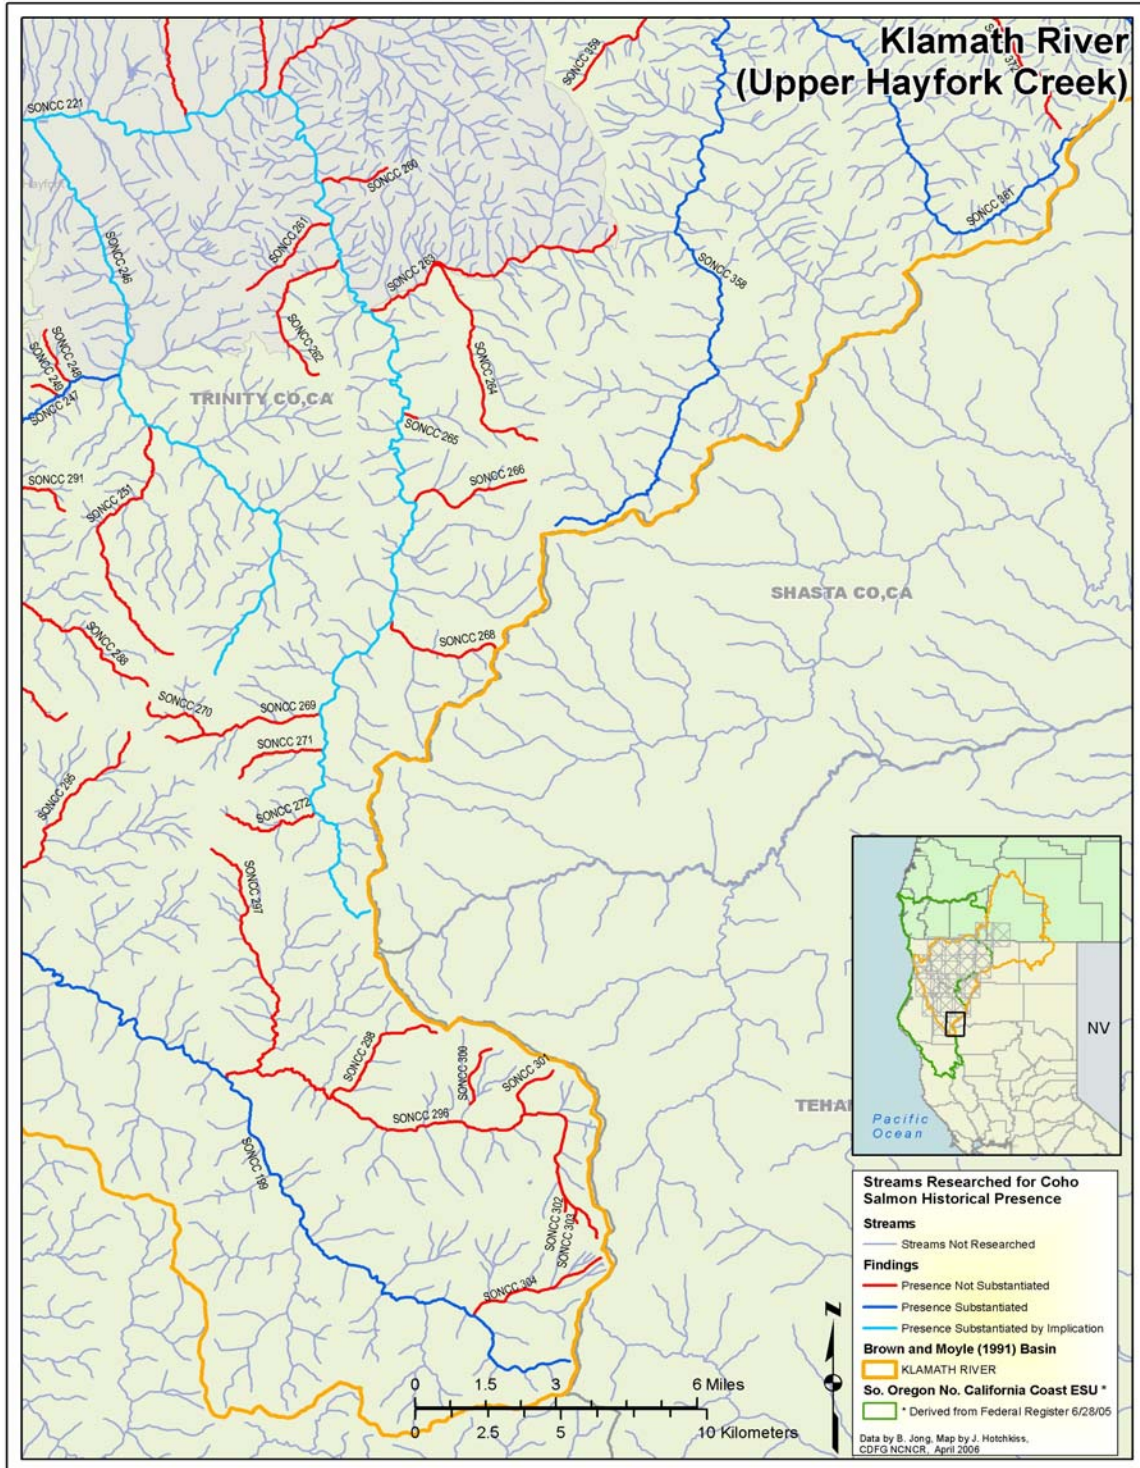 Klamath River
(Upper Hayfork Creek)
SONCC 359
SONCC 221
Hayfork
SONCC 260
SONCC 261
SONCC 361
SONCC 246
SONCC 263
SONCC 358
SONCC 262
SONCC 248
SONCC 249
SONCC 247
SONCC 264
TRINITY CO,CA
SONCC 265
SONCC 266
SONCC 291
SONCC 251
SHASTA CO,CA
SONCC 268
SONCC 288
SONCC 270
SONCC 269
SONCC 271
SONCC 295
SONCC 272
SONCC 297
NV
SONCC 298
SONCC 300
SONCC 301
SONCC 296
TEHA
Pacific
Ocean
SONCC 199
SONCC 302
SONCC 303
SONCC 304
Streams Researched for Coho
Salmon Historical Presence
Streams
Streams Not Researched
Findings
Presence Not Substantiated
Presence Substantiated
Presence Substantiated by Implication
Brown and Moyle (1991) Basin
KLAMATH RIVER
So. Oregon No. California Coast ESU *
* Derived from Federal Register 6/28/05
Data by B. Jong, Map by J. Hotchkiss,
CDFG NCNCR, April 2006
N
0 1.5 3 6 Miles
0 2.5 5 10 Kilometers